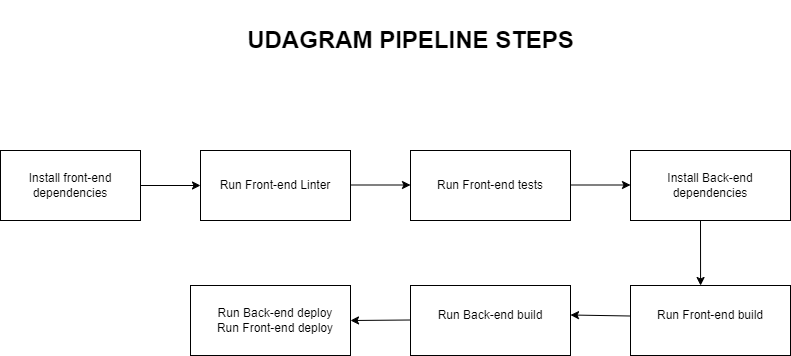 UDAGRAM PIPELINE STEPS
Install front-end
dependencies
Run Front-end Linter
Run Front-end tests
Install Back-end
dependencies
Run Front-end build
Run Back-end build
Run Back-end deploy
Run Front-end deploy